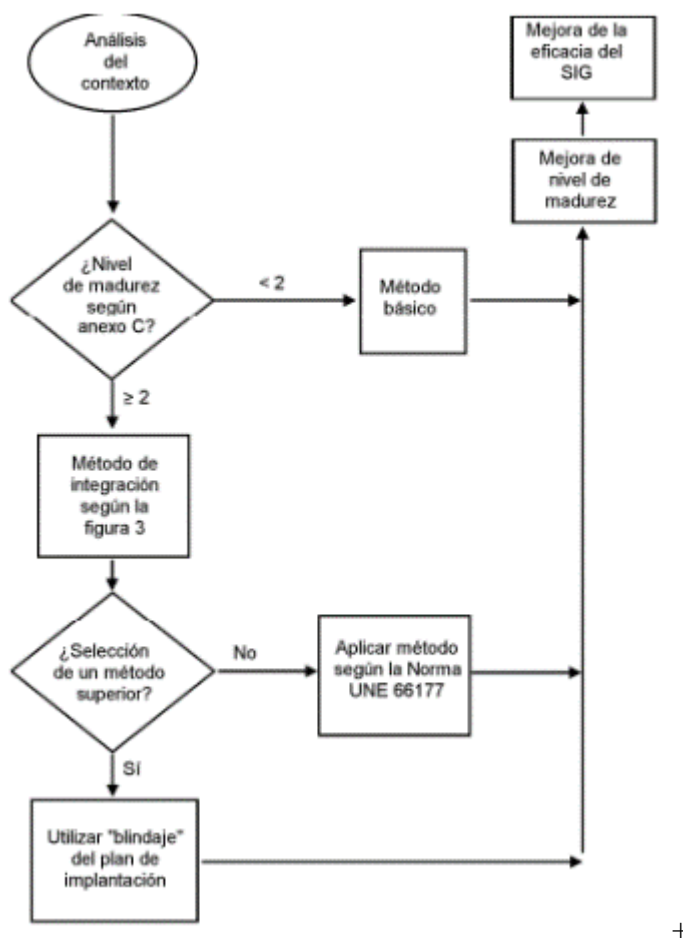 Análisis
del
contexto
Mejora de la
eficacia del
SIG
Mejora de
nivel de
madurez
¿Nivel
de madurez
según
anexo C?
< 2
Método
básico
≥ 2
Método de
integración
según la
figura 3
¿Selección
de un método
superior?
No
Aplicar método
según la Norma
UNE 66177
Sí
Utilizar "blindaje"
del plan de
implantación